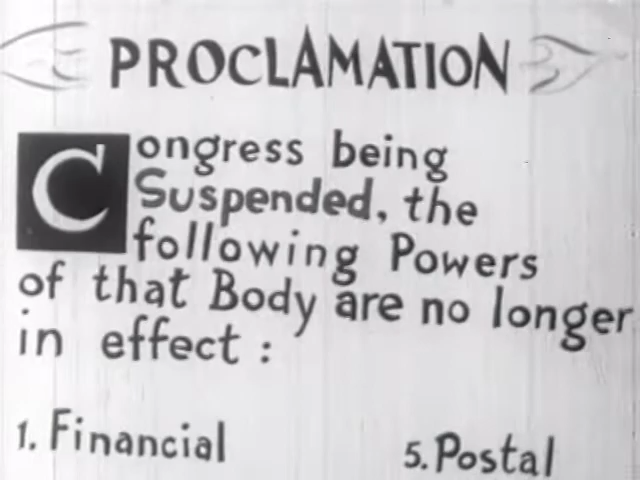 PROCLAMATION
Congress being
Suspended, the
following Powers
of that Body are no longer
in effect :
1. Financial
5. Postal